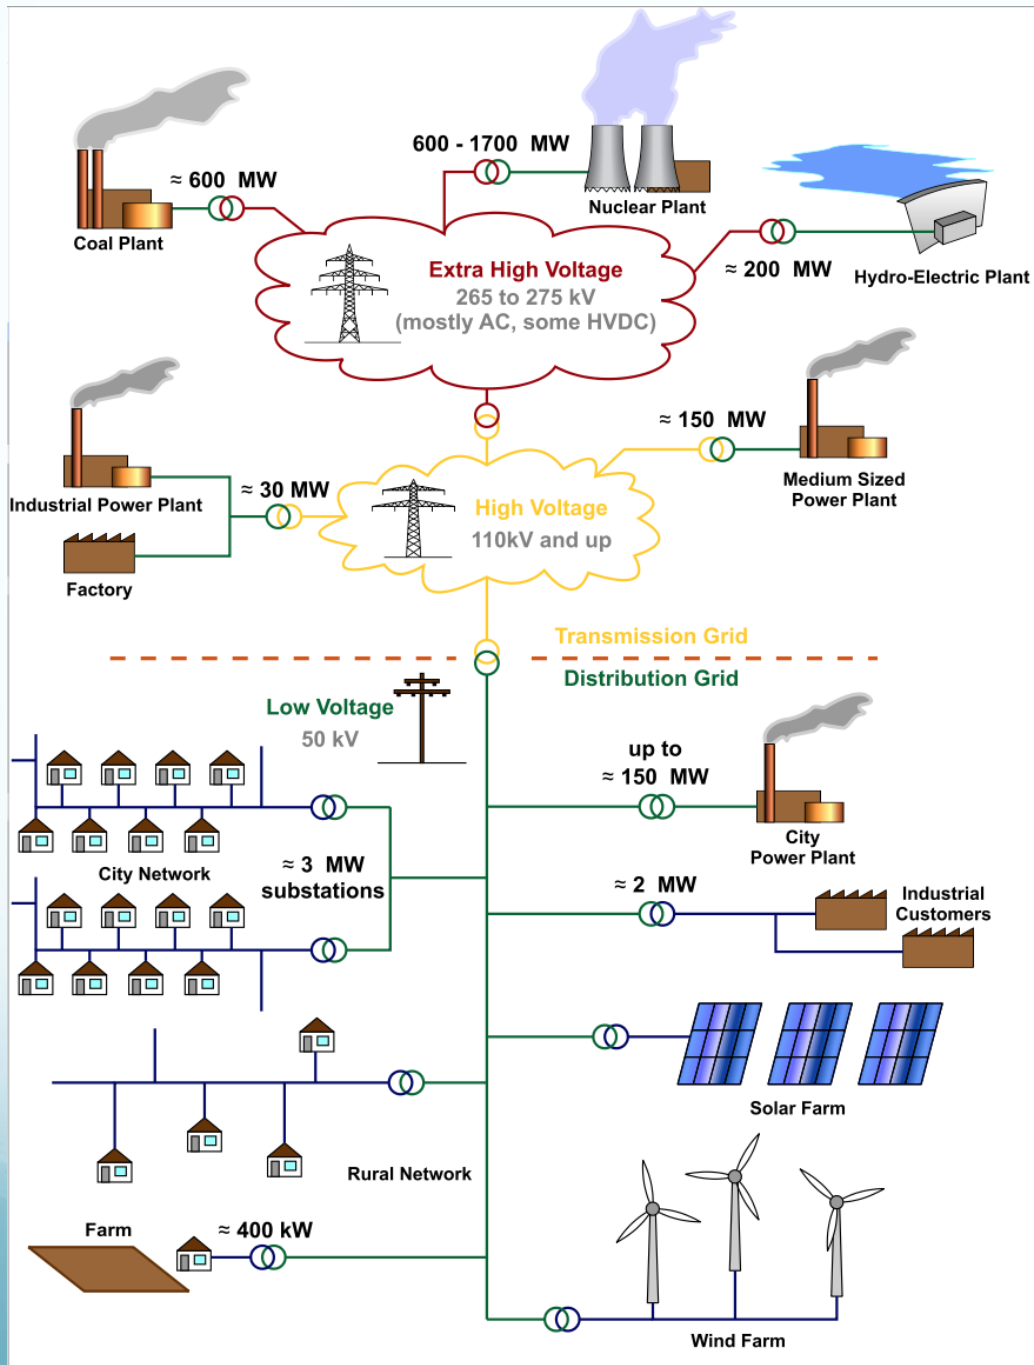 600 - 1700 MW
≈ 600 MW
Coal Plant
Nuclear Plant
≈ 200 MW
Hydro-Electric Plant
Extra High Voltage
265 to 275 kV
(mostly AC, some HVDC)
≈ 150 MW
Medium Sized
Power Plant
Industrial Power Plant
≈ 30 MW
Factory
High Voltage
110kV and up
Transmission Grid
Distribution Grid
Low Voltage
50 kV
up to
≈ 150 MW
City
Power Plant
City Network
≈ 3 MW
substations
≈ 2 MW
Industrial
Customers
Solar Farm
Rural Network
Farm
≈ 400 kW
Wind Farm